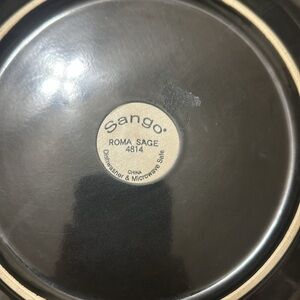 Sango®
ROMA SAGE
4814
CHINA
Dishwasher & Microwave Safe